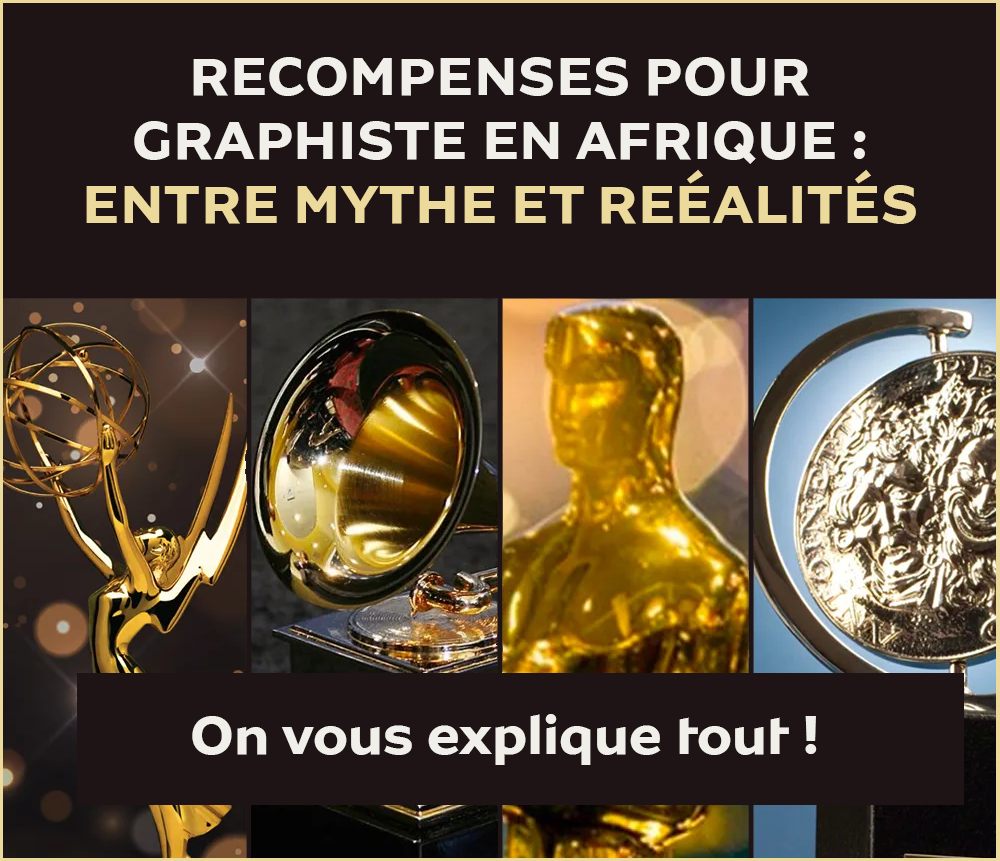 RECOMPENSES POUR
GRAPHISTE EN AFRIQUE :
ENTRE MYTHE ET REÉALITÉS
On vous explique tout !